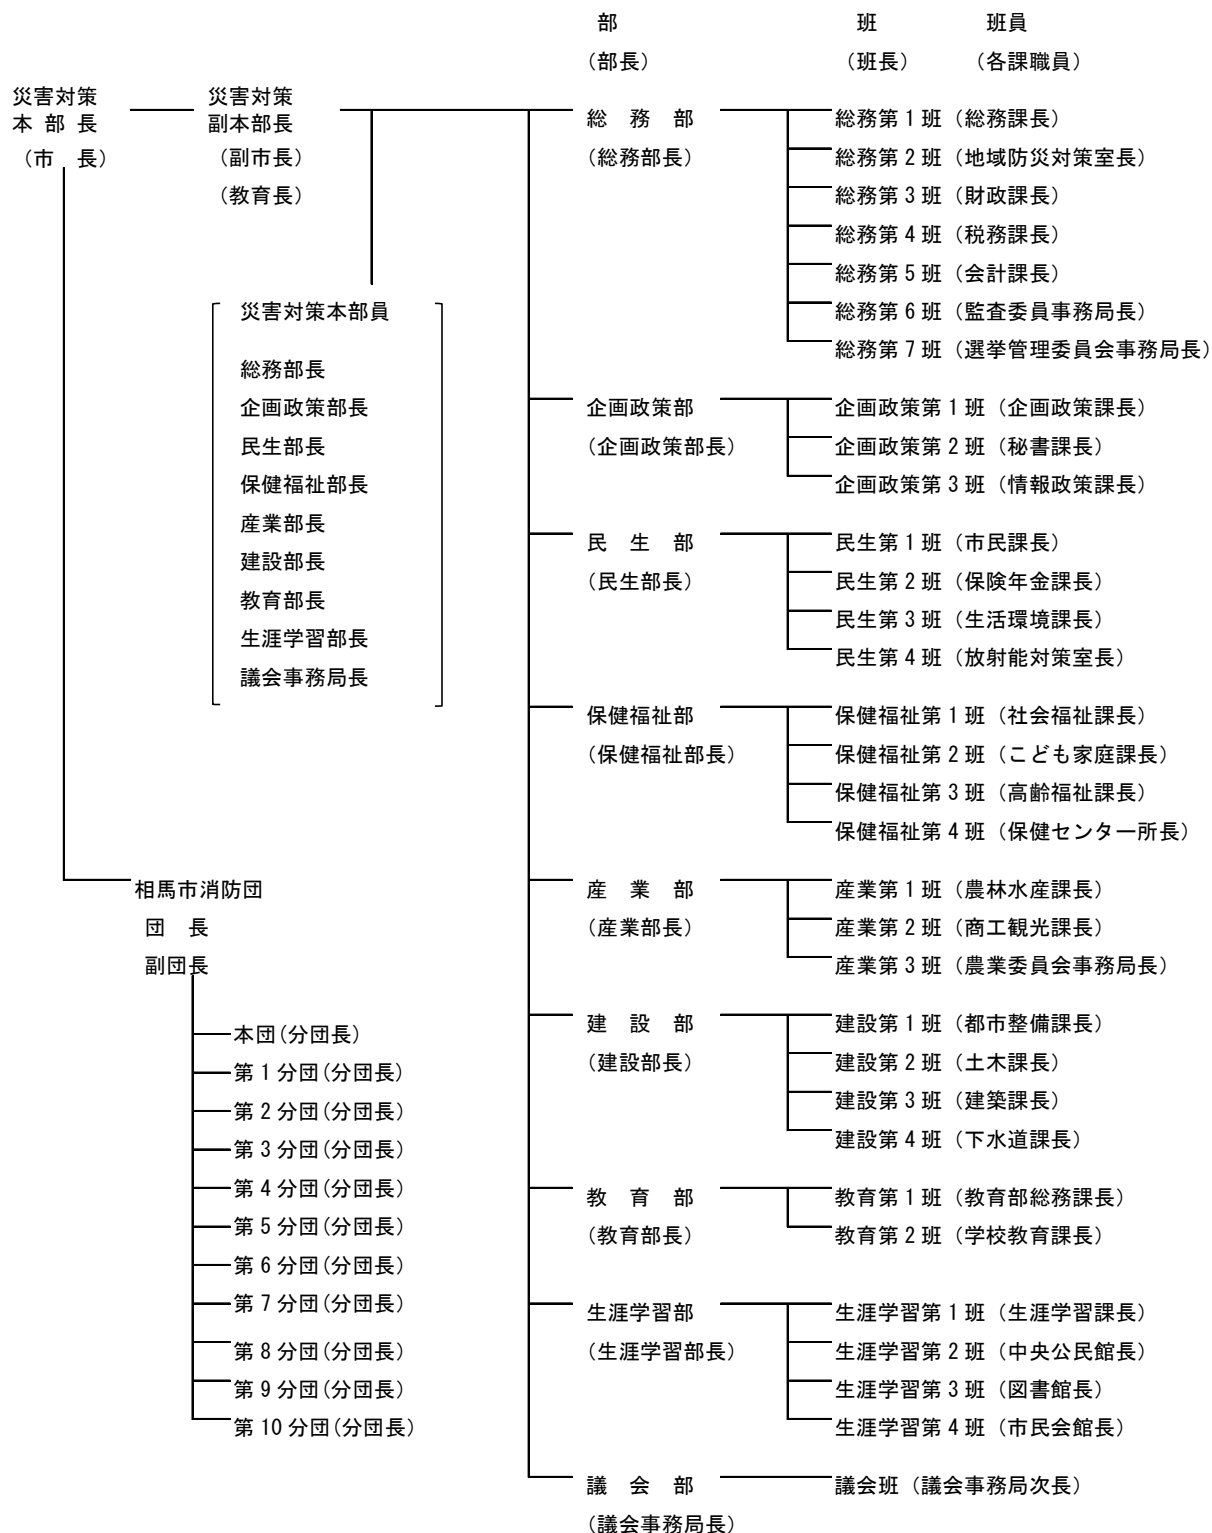 部 班 班員
(部長) (班長) (各課職員)
災害対策 災害対策
本部長 副本部長
(市　長) (副市長)
(教育長)
災害対策本部員
総務部長
企画政策部長
民生部長
保健福祉部長
産業部長
建設部長
教育部長
生涯学習部長
議会事務局長
相馬市消防団
団　長
副団長
本団(分団長)
第1分団(分団長)
第2分団(分団長)
第3分団(分団長)
第4分団(分団長)
第5分団(分団長)
第6分団(分団長)
第7分団(分団長)
第8分団(分団長)
第9分団(分団長)
第10分団(分団長)
総　務　部
(総務部長)
総務第1班(総務課長)
総務第2班(地域防災対策室長)
総務第3班(財政課長)
総務第4班(税務課長)
総務第5班(会計課長)
総務第6班(監査委員事務局長)
総務第7班(選挙管理委員会事務局長)
企画政策部
(企画政策部長)
企画政策第1班(企画政策課長)
企画政策第2班(秘書課長)
企画政策第3班(情報政策課長)
民　生　部
(民生部長)
民生第1班(市民課長)
民生第2班(保険年金課長)
民生第3班(生活環境課長)
民生第4班(放射能対策室長)
保健福祉部
(保健福祉部長)
保健福祉第1班(社会福祉課長)
保健福祉第2班(こども家庭課長)
保健福祉第3班(高齢福祉課長)
保健福祉第4班(保健センター所長)
産　業　部
(産業部長)
産業第1班(農林水産課長)
産業第2班(商工観光課長)
産業第3班(農業委員会事務局長)
建　設　部
(建設部長)
建設第1班(都市整備課長)
建設第2班(土木課長)
建設第3班(建築課長)
建設第4班(下水道課長)
教　育　部
(教育部長)
教育第1班(教育部総務課長)
教育第2班(学校教育課長)
生涯学習部
(生涯学習部長)
生涯学習第1班(生涯学習課長)
生涯学習第2班(中央公民館長)
生涯学習第3班(図書館長)
生涯学習第4班(市民会館長)
議　会　部
(議会事務局長)
議会班(議会事務局次長)